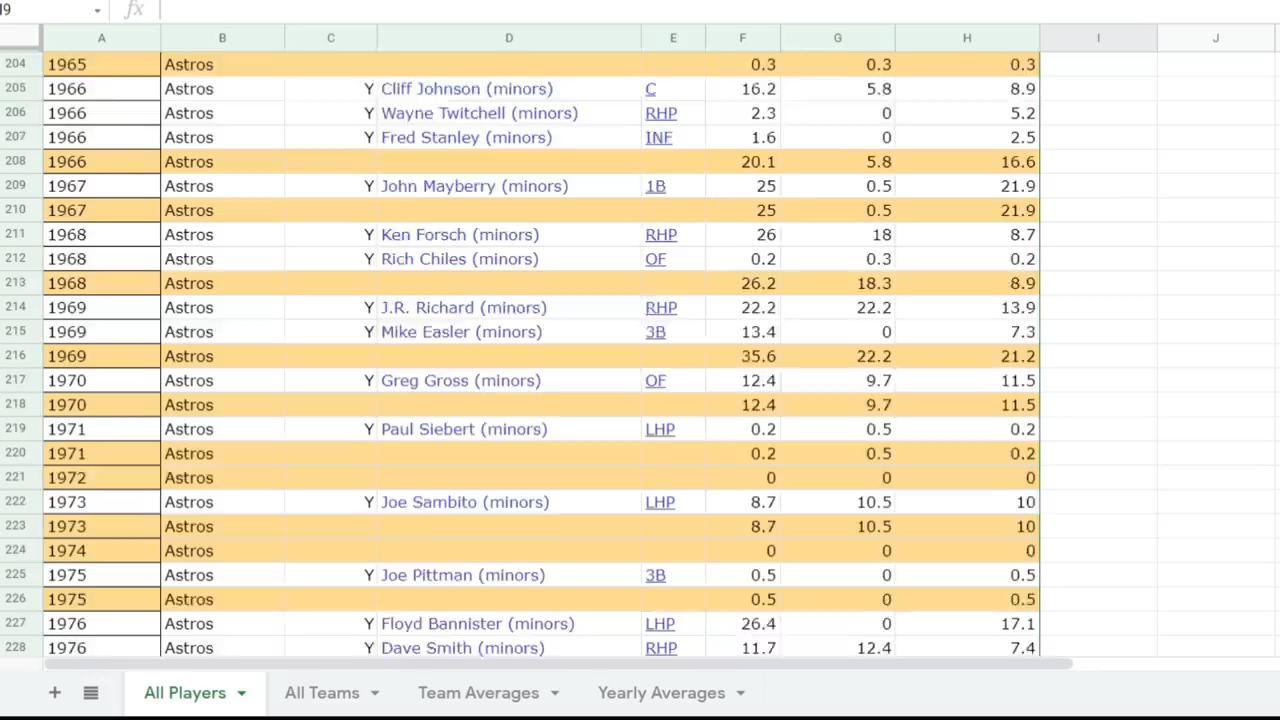 19 fx
A B C D E F G H I J
204 1965 Astros 0.3 0.3 0.3
205 1966 Astros Y Cliff Johnson (minors) C 16.2 5.8 8.9
206 1966 Astros Y Wayne Twitchell (minors) RHP 2.3 0 5.2
207 1966 Astros Y Fred Stanley (minors) INF 1.6 0 2.5
208 1966 Astros 20.1 5.8 16.6
209 1967 Astros Y John Mayberry (minors) 1B 25 0.5 21.9
210 1967 Astros 25 0.5 21.9
211 1968 Astros Y Ken Forsch (minors) RHP 26 18 8.7
212 1968 Astros Y Rich Chiles (minors) OF 0.2 0.3 0.2
213 1968 Astros 26.2 18.3 8.9
214 1969 Astros Y J.R. Richard (minors) RHP 22.2 22.2 13.9
215 1969 Astros Y Mike Easler (minors) 3B 13.4 0 7.3
216 1969 Astros 35.6 22.2 21.2
217 1970 Astros Y Greg Gross (minors) OF 12.4 9.7 11.5
218 1970 Astros 12.4 9.7 11.5
219 1971 Astros Y Paul Siebert (minors) LHP 0.2 0.5 0.2
220 1971 Astros 0.2 0.5 0.2
221 1972 Astros 0 0 0
222 1973 Astros Y Joe Sambito (minors) LHP 8.7 10.5 10
223 1973 Astros 8.7 10.5 10
224 1974 Astros 0 0 0
225 1975 Astros Y Joe Pittman (minors) 3B 0.5 0 0.5
226 1975 Astros 0.5 0 0.5
227 1976 Astros Y Floyd Bannister (minors) LHP 26.4 0 17.1
228 1976 Astros Y Dave Smith (minors) RHP 11.7 12.4 7.4
All Players All Teams Team Averages Yearly Averages